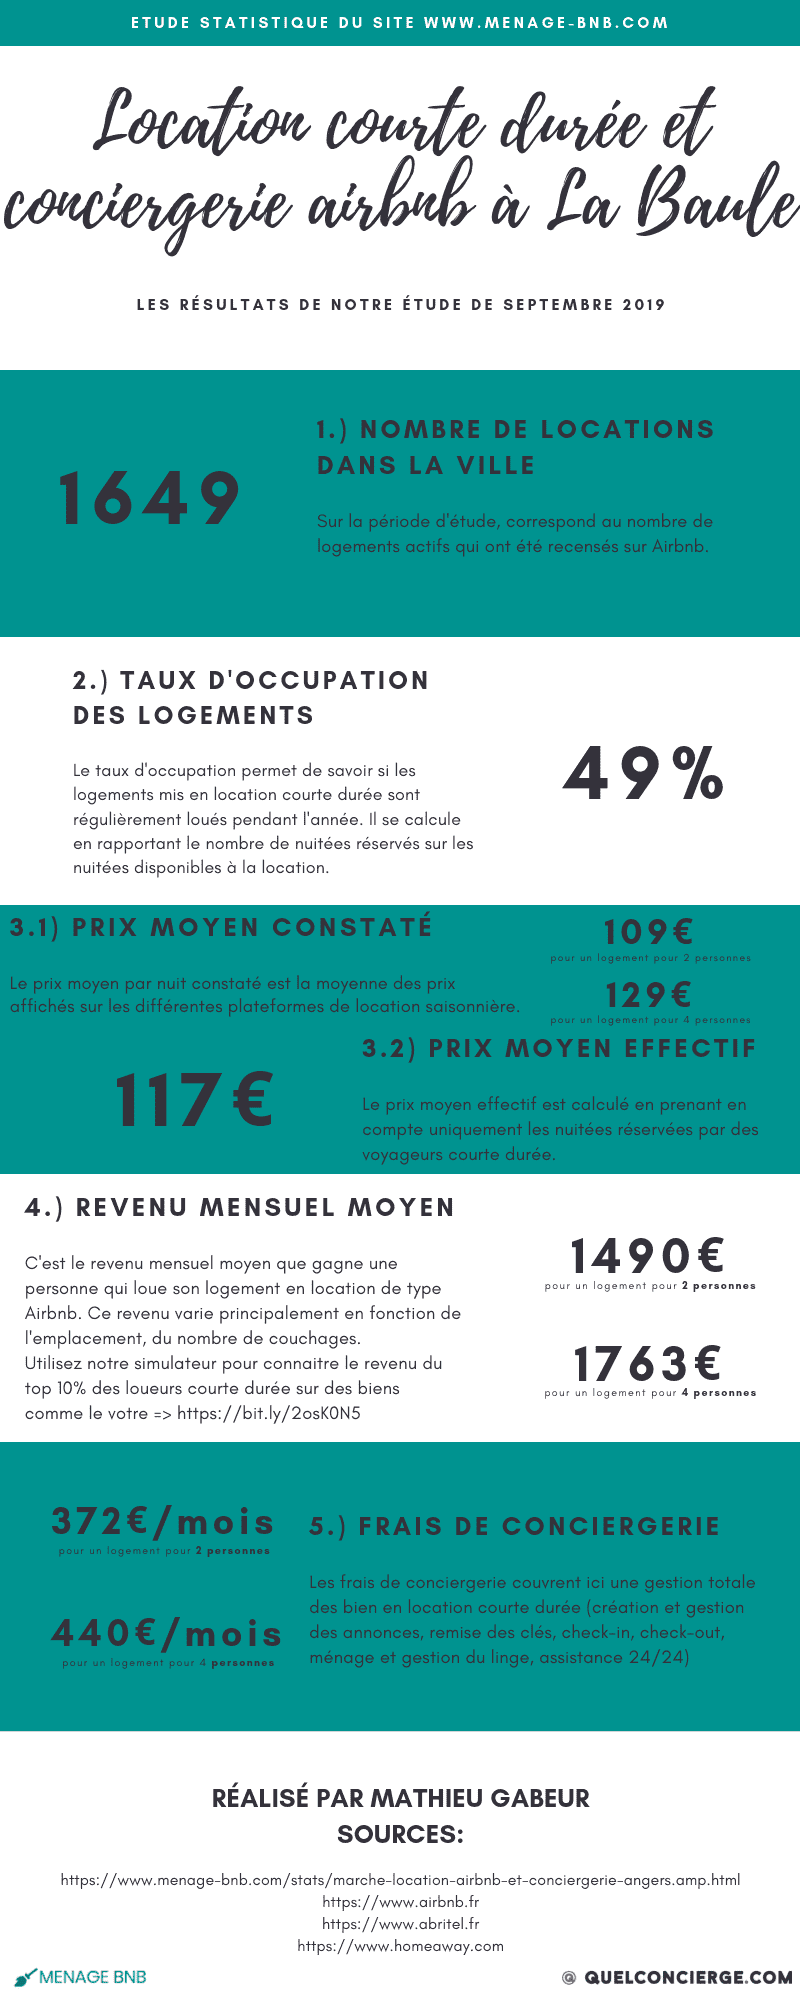 ETUDE STATISTIQUE DU SITE WWW.MENAGE-BNB.COM
Location courte durée et
conciergerie airbnb à La Baule
LES RÉSULTATS DE NOTRE ÉTUDE DE SEPTEMBRE 2019
1649
1.) NOMBRE DE LOCATIONS
DANS LA VILLE
Sur la période d'étude, correspond au nombre de
logements actifs qui ont été recensés sur Airbnb.
2.) TAUX D'OCCUPATION
DES LOGEMENTS
Le taux d'occupation permet de savoir si les
logements mis en location courte durée sont
régulièrement loués pendant l'année. Il se calcule
en rapportant le nombre de nuitées réservés sur les
nuitées disponibles à la location.
49%
3.1) PRIX MOYEN CONSTATÉ
Le prix moyen par nuit constaté est la moyenne des prix
affichés sur les différentes plateformes de location saisonnière.
109€
pour un logement pour 2 personnes
129€
pour un logement pour 4 personnes
117€
3.2) PRIX MOYEN EFFECTIF
Le prix moyen effectif est calculé en prenant en
compte uniquement les nuitées réservées par des
voyageurs courte durée.
4.) REVENU MENSUEL MOYEN
C'est le revenu mensuel moyen que gagne une
personne qui loue son logement en location de type
Airbnb. Ce revenu varie principalement en fonction de
l'emplacement, du nombre de couchages.
Utilisez notre simulateur pour connaitre le revenu du
top 10% des loueurs courte durée sur des biens
comme le votre => https://bit.ly/2osK0N5
1490€
pour un logement pour 2 personnes
1763€
pour un logement pour 4 personnes
372€/mois
pour un logement pour 2 personnes
440€/mois
pour un logement pour 4 personnes
5.) FRAIS DE CONCIERGERIE
Les frais de conciergerie couvrent ici une gestion totale
des bien en location courte durée (création et gestion
des annonces, remise des clés, check-in, check-out,
ménage et gestion du linge, assistance 24/24)
RÉALISÉ PAR MATHIEU GABEUR
SOURCES:
https://www.menage-bnb.com/stats/marche-location-airbnb-et-conciergerie-angers.amp.html
https://www.airbnb.fr
https://www.abritel.fr
https://www.homeaway.com
MENAGE BNB
QUELCONCIERGE.COM